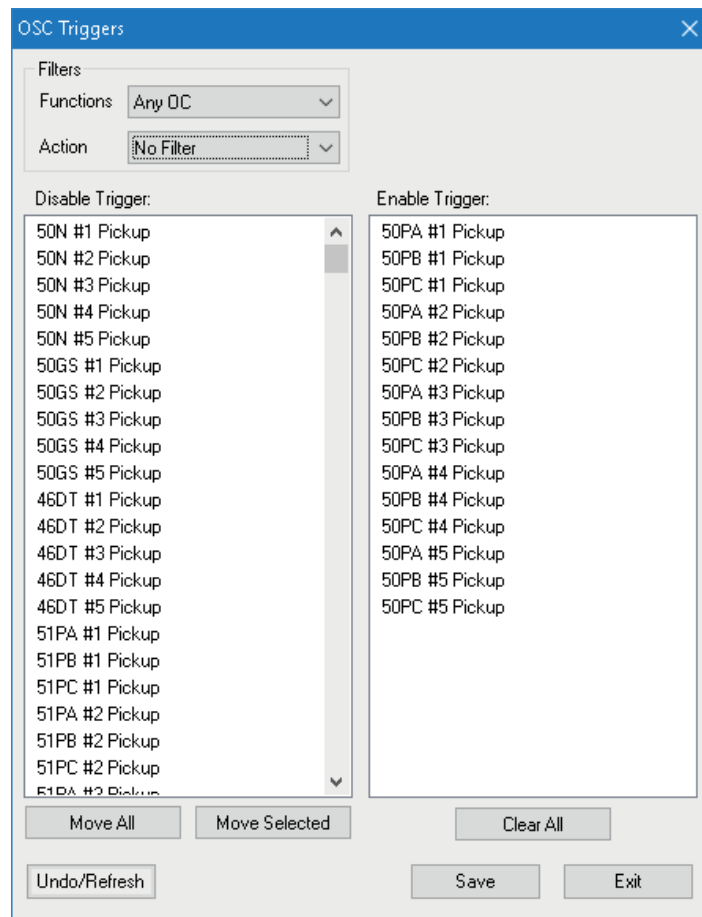 OSC Triggers
Filters
Functions Any OC
Action No Filter
Disable Trigger:
50N #1 Pickup
50N #2 Pickup
50N #3 Pickup
50N #4 Pickup
50N #5 Pickup
50GS #1 Pickup
50GS #2 Pickup
50GS #3 Pickup
50GS #4 Pickup
50GS #5 Pickup
46DT #1 Pickup
46DT #2 Pickup
46DT #3 Pickup
46DT #4 Pickup
46DT #5 Pickup
51PA #1 Pickup
51PB #1 Pickup
51PC #1 Pickup
51PA #2 Pickup
51PB #2 Pickup
51PC #2 Pickup
51PA #3 Pickup
Enable Trigger:
50PA #1 Pickup
50PB #1 Pickup
50PC #1 Pickup
50PA #2 Pickup
50PB #2 Pickup
50PC #2 Pickup
50PA #3 Pickup
50PB #3 Pickup
50PC #3 Pickup
50PA #4 Pickup
50PB #4 Pickup
50PC #4 Pickup
50PA #5 Pickup
50PB #5 Pickup
50PC #5 Pickup
Move All Move Selected Clear All
Undo/Refresh Save Exit